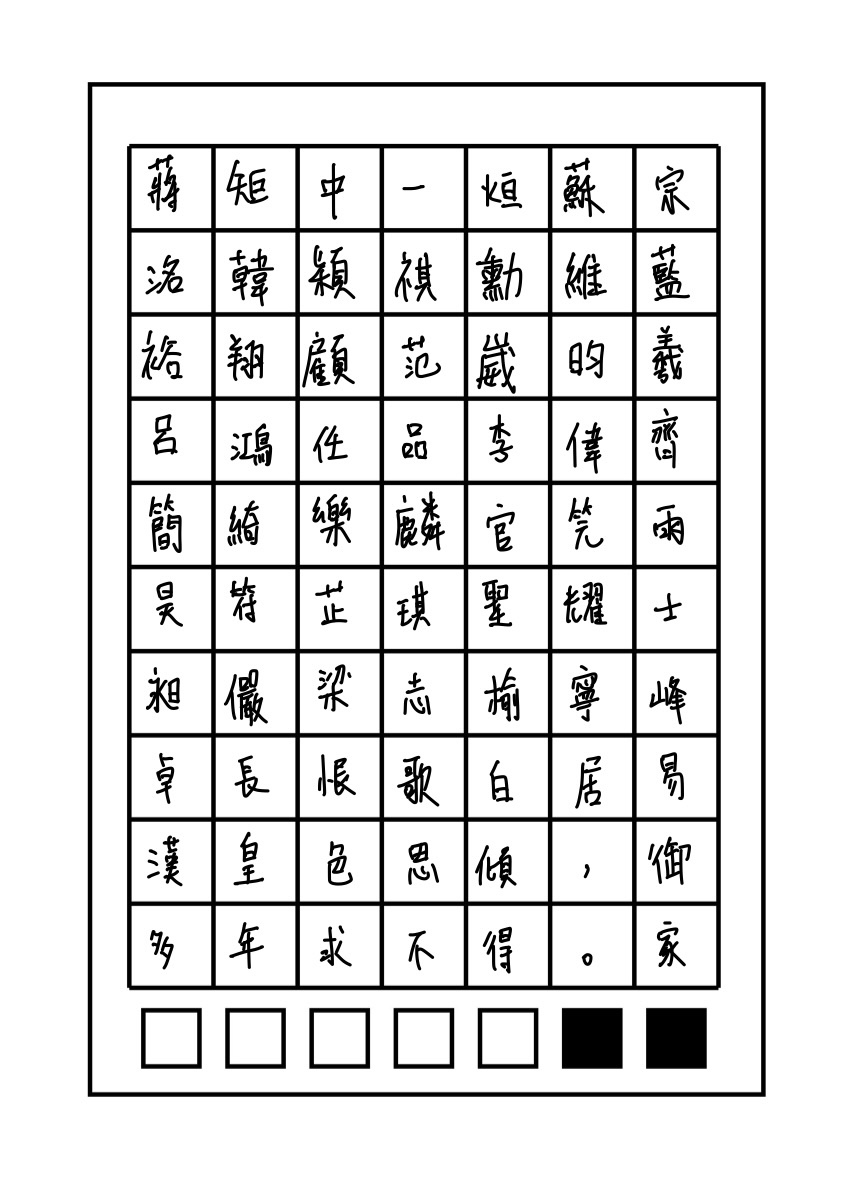 蔣矩中一烜蘇宗
洺韓穎祺勳維藍
裕翔顧范崴昀羲
呂鴻任品李偉齊
簡綺樂麟官笎雨
昊符芷琪聖耀士
昶儼梁志榆寧峰
卓長恨歌白居易
漢皇色思傾，御
多年求不得。家